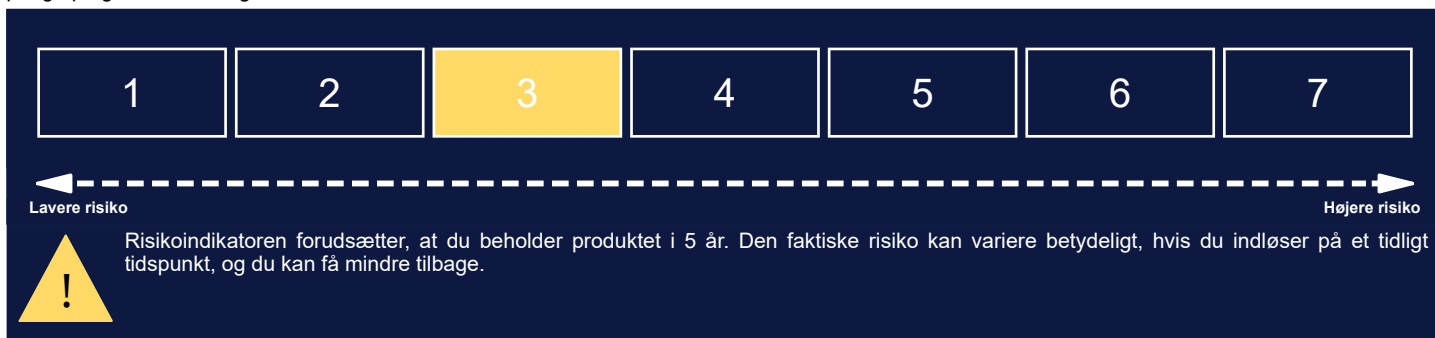 1 2 3 4 5 6 7
Lavere risiko Højere risiko
Risikoindikatoren forudsætter, at du beholder produktet i 5 år. Den faktiske risiko kan variere betydeligt, hvis du indløser på et tidligt
tidspunkt, og du kan få mindre tilbage.
!